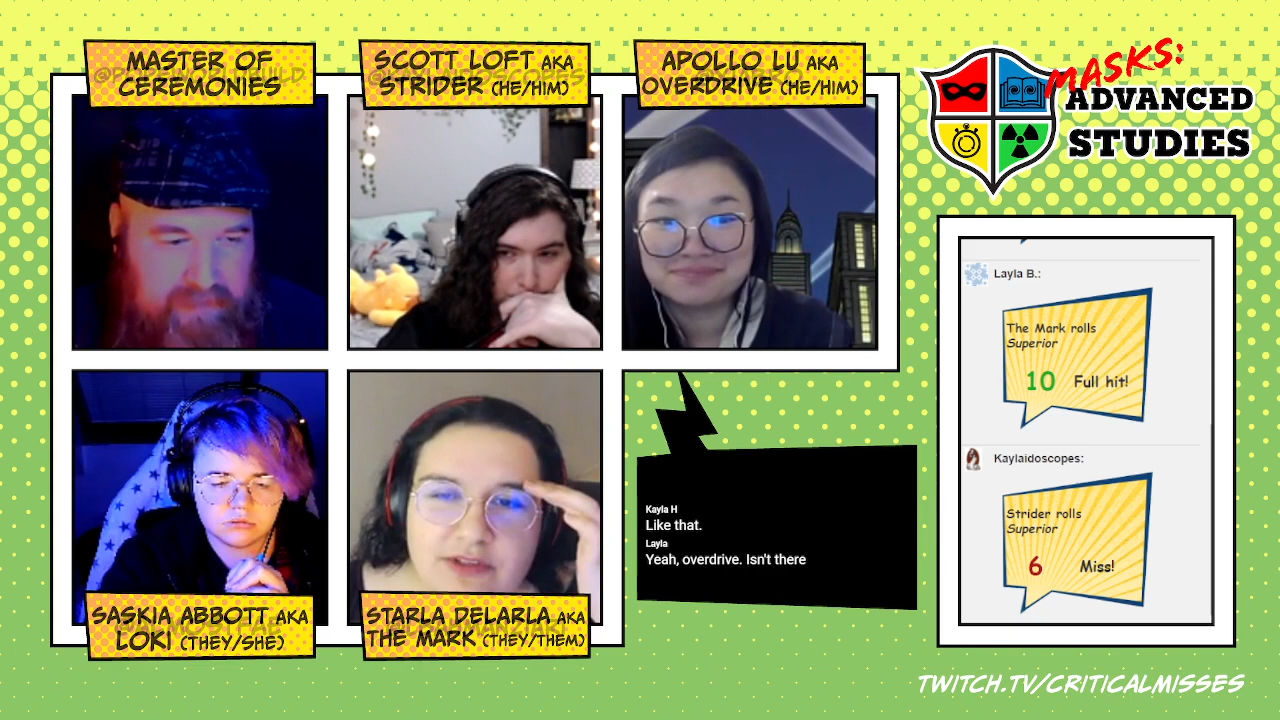 MASTER OF
CEREMONIES
SCOTT LOFT AKA
STRIDER (HE/HIM)
APOLLO LU AKA
OVERDRIVE (HE/HIM)
MASKS:
ADVANCED
STUDIES
Layla B.:
The Mark rolls
Superior
10 Full hit!
Kaylaidoscopes:
Strider rolls
Superior
6 Miss!
Kayla H
Like that.
Layla
Yeah, overdrive. Isn't there
SASKIA ABBOTT AKA
LOKI (THEY/SHE)
STARLA DELARLA AKA
THE MARK (THEY/THEM)
TWITCH.TV/CRITICALMISSES